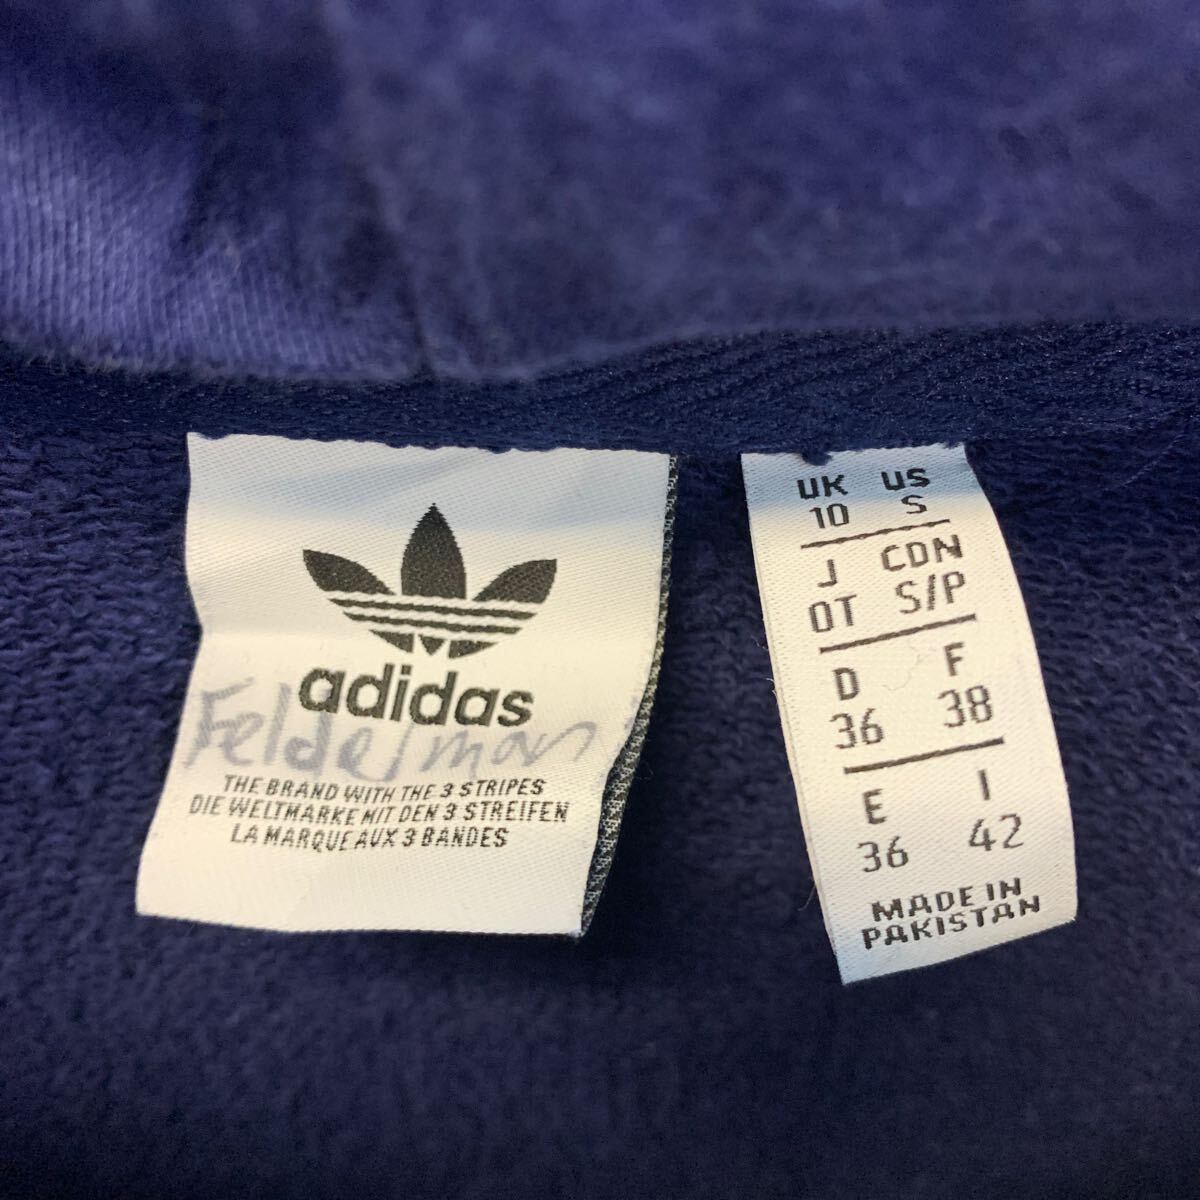 adidas
Feldelman
THE BRAND WITH THE 3 STRIPES
DIE WELTMARKE MIT DEN 3 STREIFEN
LA MARQUE AUX 3 BANDES
UK US
10 S
J CDN
OT S/P
D F
36 38
E I
36 42
MADE IN
PAKISTAN